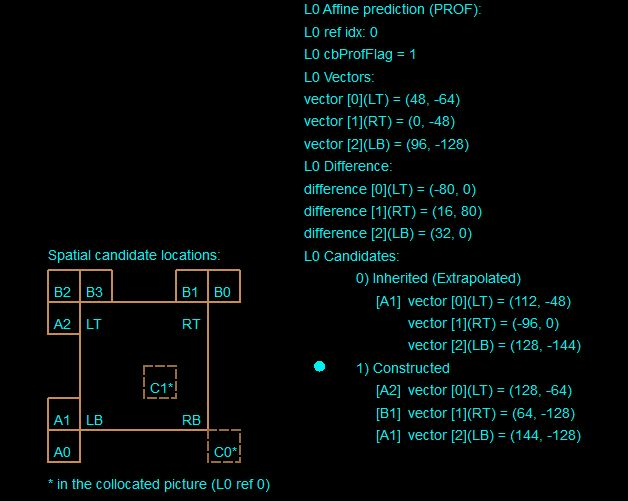 L0 Affine prediction (PROF):
L0 ref idx: 0
L0 cbProfFlag = 1
L0 Vectors:
vector [0](LT) = (48, -64)
vector [1](RT) = (0, -48)
vector [2](LB) = (96, -128)
L0 Difference:
difference [0](LT) = (-80, 0)
difference [1](RT) = (16, 80)
difference [2](LB) = (32, 0)
L0 Candidates:
0) Inherited (Extrapolated)
[A1] vector [0](LT) = (112, -48)
vector [1](RT) = (-96, 0)
vector [2](LB) = (128, -144)
1) Constructed
[A2] vector [0](LT) = (128, -64)
[B1] vector [1](RT) = (64, -128)
[A1] vector [2](LB) = (144, -128)
Spatial candidate locations:
B2 B3 B1 B0
A2 LT RT
C1*
A1 LB RB
A0 C0*
* in the collocated picture (L0 ref 0)